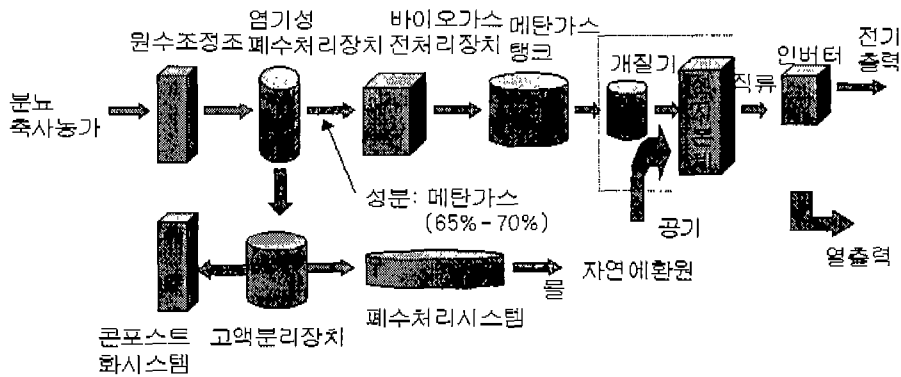 원수조정조
염기성
폐수처리장치
바이오가스
전처리장치
메탄가스
탱크
개질기
직류
인버터
전기
출력
분뇨
축사농가
성분: 메탄가스
(65%-70%)
공기
열출력
물
자연에환원
콘포스트
화시스템
고액분리장치
폐수처리시스템